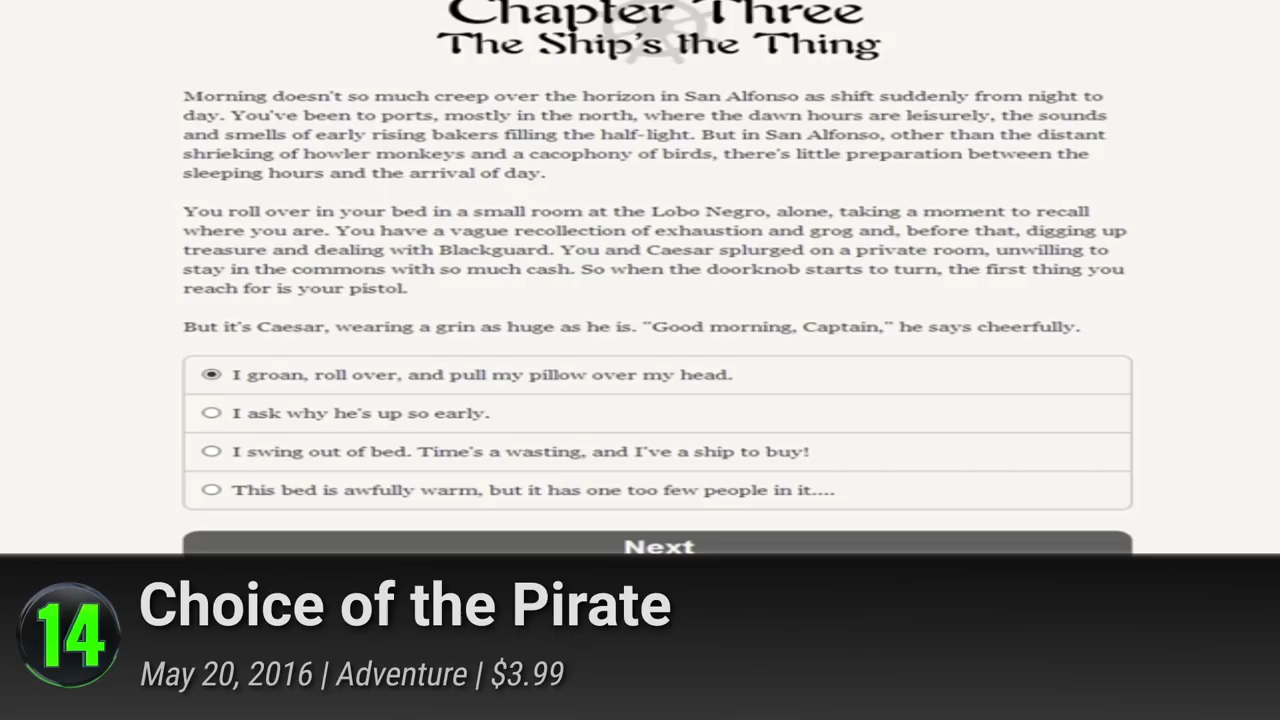 Chapter Three
The Ship's the Thing
Morning doesn't so much creep over the horizon in San Alfonso as shift suddenly from night to
day. You've been to ports, mostly in the north, where the dawn hours are leisurely, the sounds
and smells of early rising bakers filling the half-light. But in San Alfonso, other than the distant
shrieking of howler monkeys and a cacophony of birds, there's little preparation between the
sleeping hours and the arrival of day.
You roll over in your bed in a small room at the Lobo Negro, alone, taking a moment to recall
where you are. You have a vague recollection of exhaustion and grog and, before that, digging up
treasure and dealing with Blackguard. You and Caesar splurged on a private room, unwilling to
stay in the commons with so much cash. So when the doorknob starts to turn, the first thing you
reach for is your pistol.
But it's Caesar, wearing a grin as huge as he is. "Good morning, Captain," he says cheerfully.
I groan, roll over, and pull my pillow over my head.
I ask why he's up so early.
I swing out of bed. Time's a wasting, and I've a ship to buy!
This bed is awfully warm, but it has one too few people in it....
Next
14
Choice of the Pirate
May 20, 2016 | Adventure | $3.99